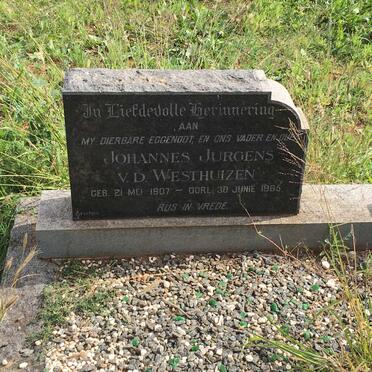 In Liefdevolle Herinnering
AAN
MY DIERBARE EGGENOOT, EN ONS VADER EN OUPA
JOHANNES JURGENS
V.D. WESTHUIZEN
GEB. 21 MEI 1907 – OORL. 30 JUNIE 1965
RUS IN VREDE.